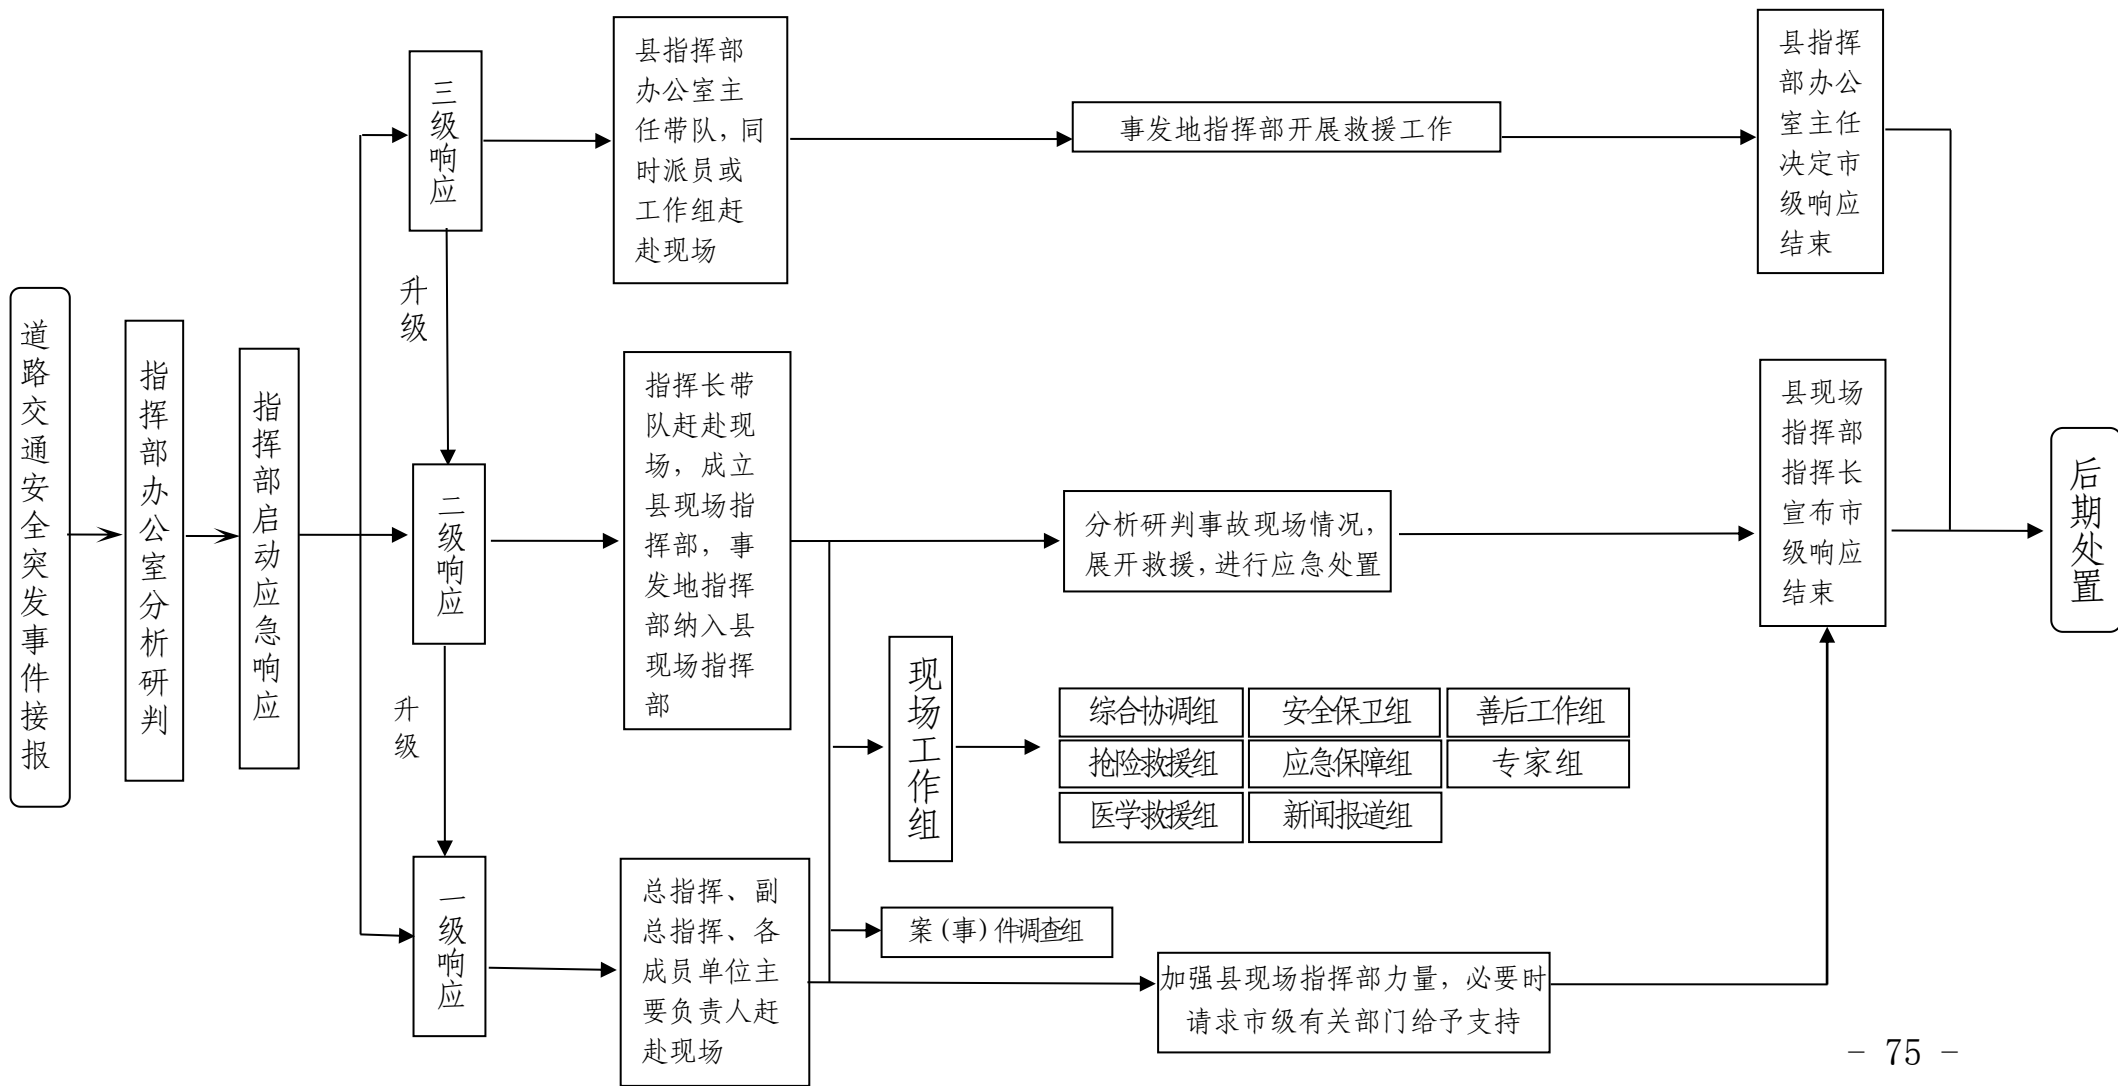 道路交通安全突发事件接报
指挥部办公室分析研判
指挥部启动应急响应
三级响应
升级
二级响应
升级
一级响应
县指挥部
办公室主
任带队，同
时派员或
工作组赶
赴现场
事发地指挥部开展救援工作
县指挥
部办公
室主任
决定市
级响应
结束
指挥长带
队赶赴现
场，成立
县现场指
挥部，事
发地指挥
部纳入县
现场指挥
部
分析研判事故现场情况，
展开救援，进行应急处置
县现场
指挥部
指挥长
宣布市
级响应
结束
后期处置
现场工作组
综合协调组
安全保卫组
善后工作组
抢险救援组
应急保障组
专家组
医学救援组
新闻报道组
案（事）件调查组
总指挥、副
总指挥、各
成员单位主
要负责人赶
赴现场
加强县现场指挥部力量，必要时
请求市级有关部门给予支持
- 75 -